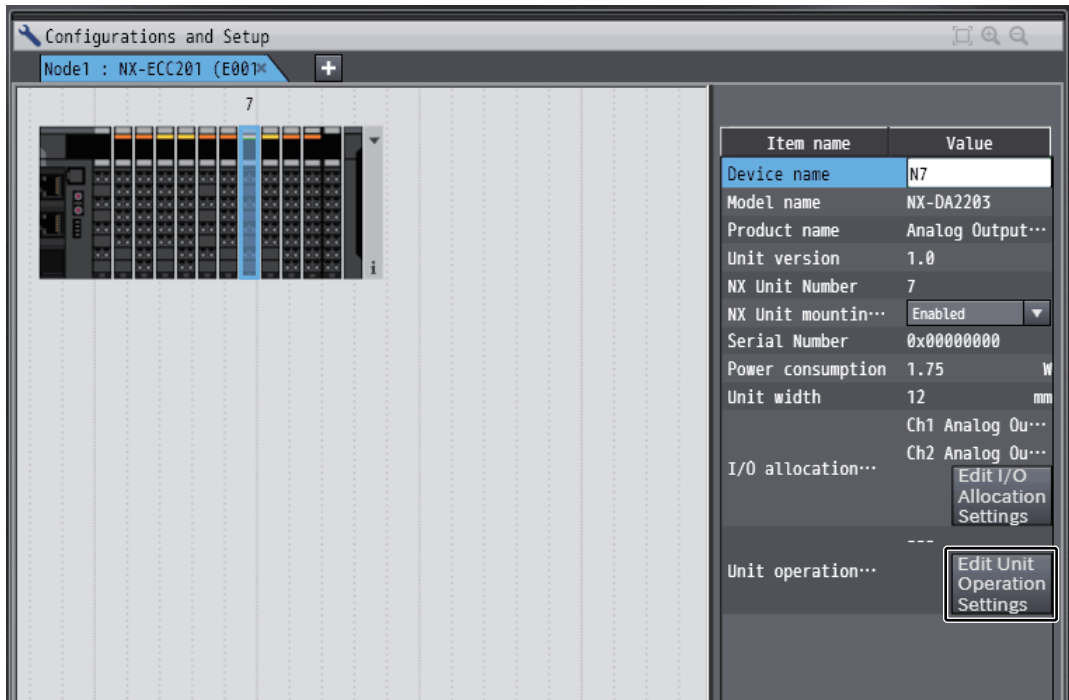 Configurations and Setup
Node1 : NX-ECC201 (E001
7
Item name Value
Device name N7
Model name NX-DA2203
Product name Analog Output···
Unit version 1.0
NX Unit Number 7
NX Unit mountin··· Enabled
Serial Number 0x00000000
Power consumption 1.75 W
Unit width 12 mm
Ch1 Analog Ou···
Ch2 Analog Ou···
I/O allocation···
Edit I/O
Allocation
Settings
---
Unit operation···
Edit Unit
Operation
Settings